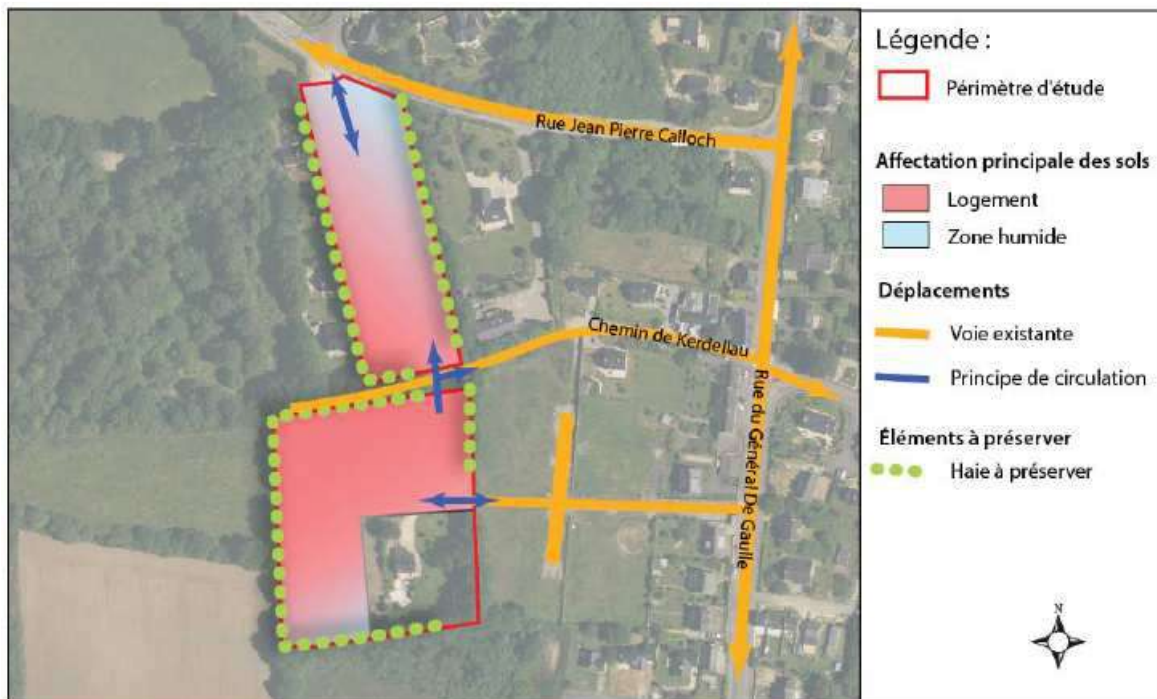 Rue Jean Pierre Calloch
Chemin de Kerdellau
Rue du Général De Gaulle
Légende :
Périmètre d'étude
Affectation principale des sols
Logement
Zone humide
Déplacements
Voie existante
Principe de circulation
Éléments à préserver
Haie à préserver
N